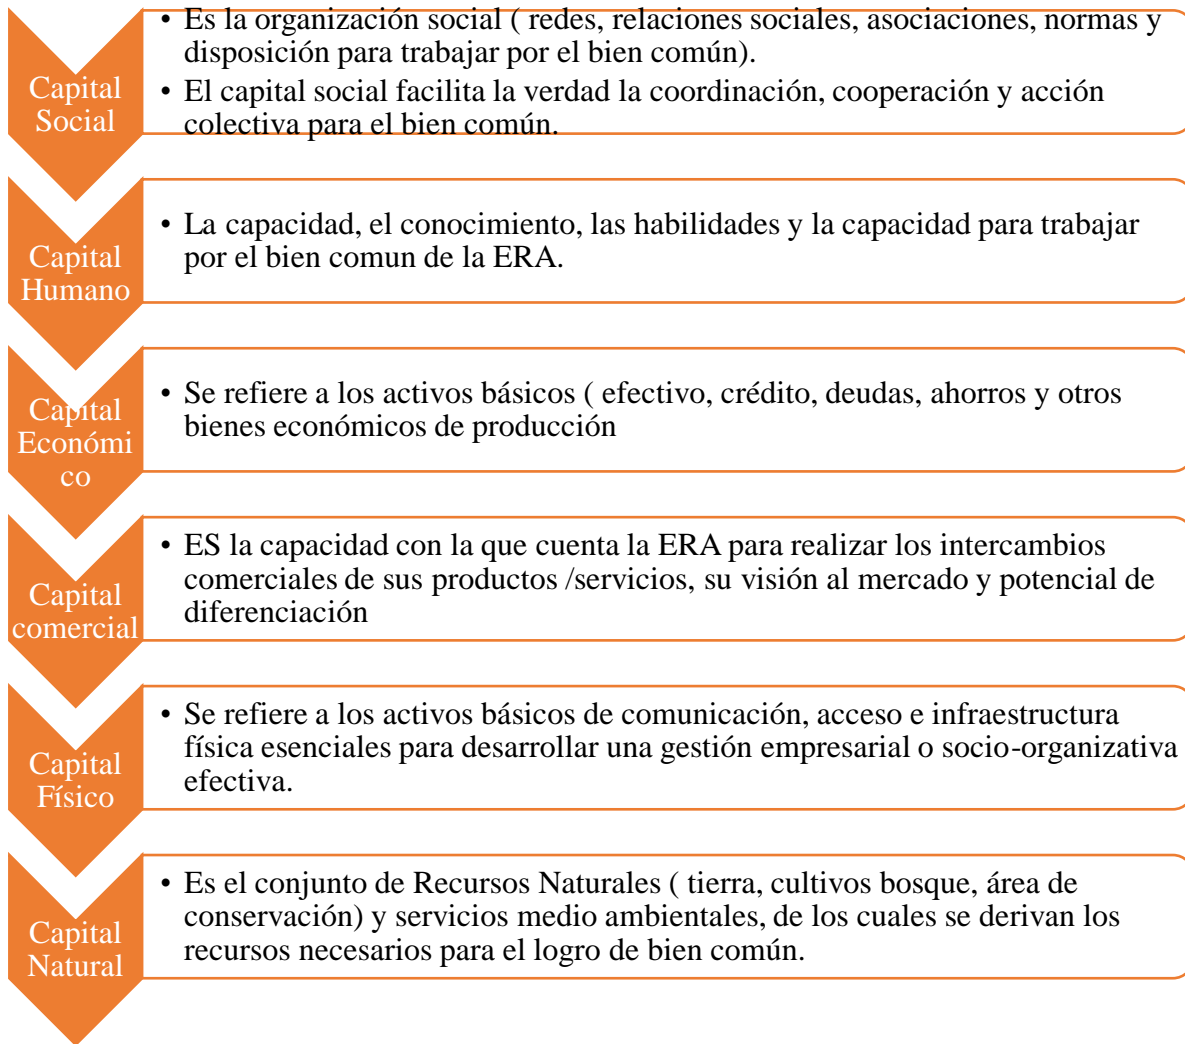 Capital
Social
• Es la organización social ( redes, relaciones sociales, asociaciones, normas y
disposición para trabajar por el bien común).
• El capital social facilita la verdad la coordinación, cooperación y acción
colectiva para el bien común.
Capital
Humano
• La capacidad, el conocimiento, las habilidades y la capacidad para trabajar
por el bien comun de la ERA.
Capital
Económi
co
• Se refiere a los activos básicos ( efectivo, crédito, deudas, ahorros y otros
bienes económicos de producción
Capital
comercial
• ES la capacidad con la que cuenta la ERA para realizar los intercambios
comerciales de sus productos /servicios, su visión al mercado y potencial de
diferenciación
Capital
Físico
• Se refiere a los activos básicos de comunicación, acceso e infraestructura
física esenciales para desarrollar una gestión empresarial o socio-organizativa
efectiva.
Capital
Natural
• Es el conjunto de Recursos Naturales ( tierra, cultivos bosque, área de
conservación) y servicios medio ambientales, de los cuales se derivan los
recursos necesarios para el logro de bien común.